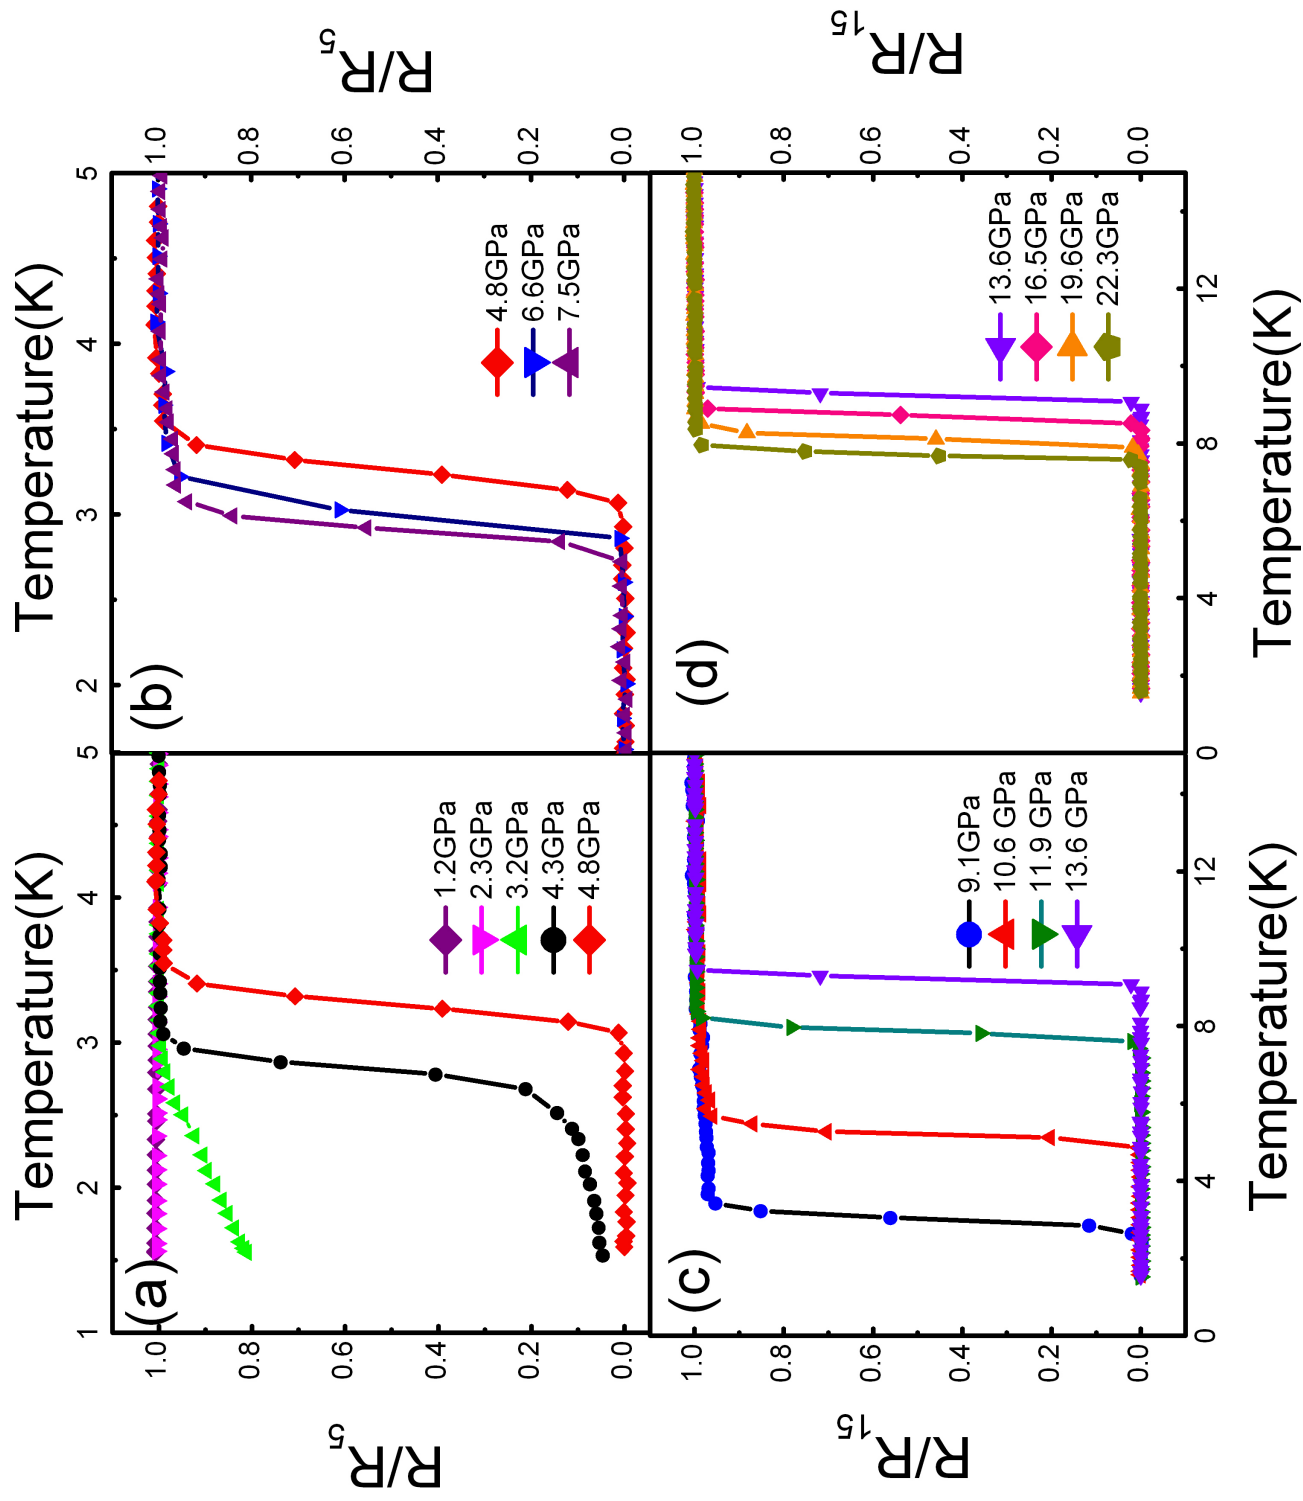 Temperature(K)
Temperature(K)
1
2
3
4
5
2
3
4
5
(a)
1.0
0.8
0.6
0.4
0.2
0.0
R/R5
1.2GPa
2.3GPa
3.2GPa
4.3GPa
4.8GPa
(b)
1.0
0.8
0.6
0.4
0.2
0.0
R/R5
4.8GPa
6.6GPa
7.5GPa
(c)
1.0
0.8
0.6
0.4
0.2
0.0
R/R15
9.1GPa
10.6 GPa
11.9 GPa
13.6 GPa
(d)
1.0
0.8
0.6
0.4
0.2
0.0
R/R15
13.6GPa
16.5GPa
19.6GPa
22.3GPa
0
4
8
12
0
4
8
12
Temperature(K)
Temperature(K)